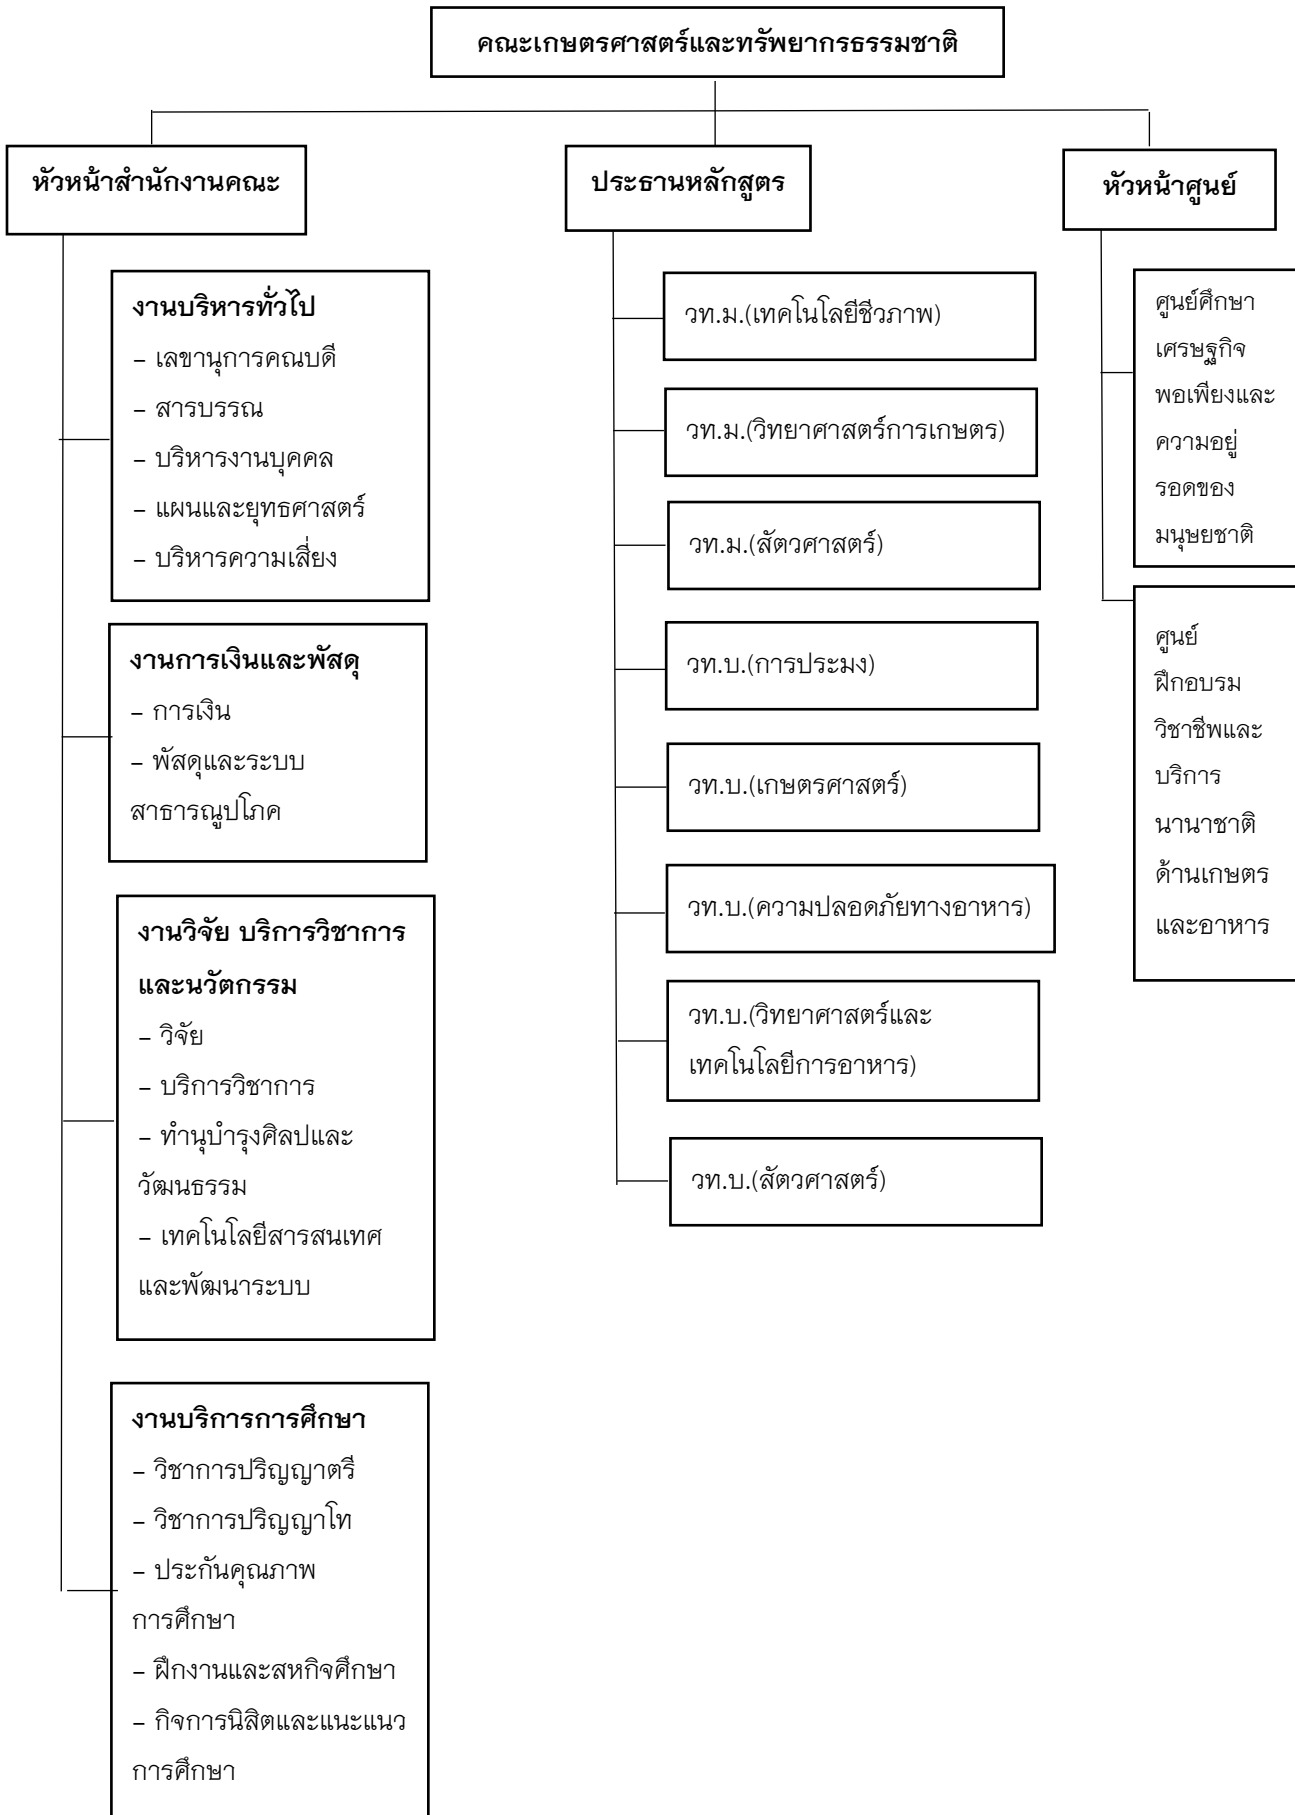 คณะเกษตรศาสตร์และทรัพยากรธรรมชาติ
หัวหน้าสำนักงานคณะ
งานบริหารทั่วไป
– เลขานุการคณบดี
– สารบรรณ
– บริหารงานบุคคล
– แผนและยุทธศาสตร์
– บริหารความเสี่ยง
งานการเงินและพัสดุ
– การเงิน
– พัสดุและระบบ
สาธารณูปโภค
งานวิจัย บริการวิชาการ
และนวัตกรรม
– วิจัย
– บริการวิชาการ
– ทำนุบำรุงศิลปและ
วัฒนธรรม
– เทคโนโลยีสารสนเทศ
และพัฒนาระบบ
งานบริการการศึกษา
– วิชาการปริญญาตรี
– วิชาการปริญญาโท
– ประกันคุณภาพ
การศึกษา
– ฝึกงานและสหกิจศึกษา
– กิจการนิสิตและแนะแนว
การศึกษา
ประธานหลักสูตร
วท.ม.(เทคโนโลยีชีวภาพ)
วท.ม.(วิทยาศาสตร์การเกษตร)
วท.ม.(สัตวศาสตร์)
วท.บ.(การประมง)
วท.บ.(เกษตรศาสตร์)
วท.บ.(ความปลอดภัยทางอาหาร)
วท.บ.(วิทยาศาสตร์และ
เทคโนโลยีการอาหาร)
วท.บ.(สัตวศาสตร์)
หัวหน้าศูนย์
ศูนย์ศึกษา
เศรษฐกิจ
พอเพียงและ
ความอยู่
รอดของ
มนุษยชาติ
ศูนย์
ฝึกอบรม
วิชาชีพและ
บริการ
นานาชาติ
ด้านเกษตร
และอาหาร